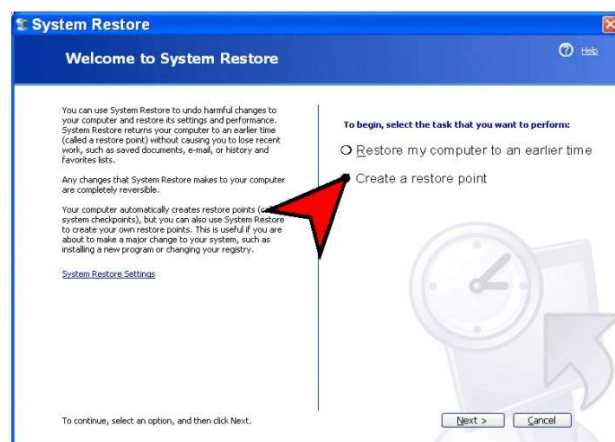 System Restore
Welcome to System Restore
Help
You can use System Restore to undo harmful changes to
your computer and restore its settings and performance.
System Restore returns your computer to an earlier time
(called a restore point) without causing you to lose recent
work, such as saved documents, e-mail, or history and
favorites lists.
Any changes that System Restore makes to your computer
are completely reversible.
Your computer automatically creates restore points
system checkpoints), but you can also use System Restore
to create your own restore points. This is useful if you are
about to make a major change to your system, such as
installing a new program or changing your registry.
System Restore Settings
To begin, select the task that you want to perform:
Restore my computer to an earlier time
Create a restore point
To continue, select an option, and then click Next.
Next >
Cancel